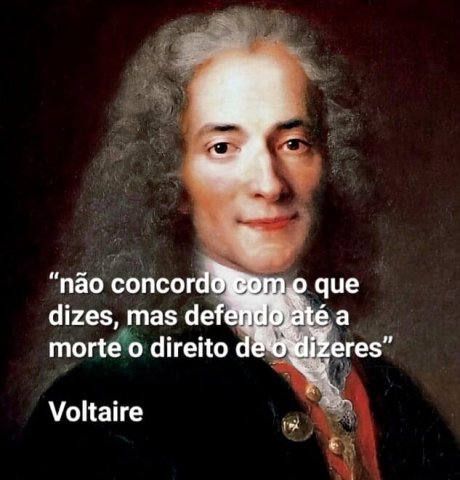 “não concordo com o que
dizes, mas defendo até a
morte o direito de o dizeres”
Voltaire